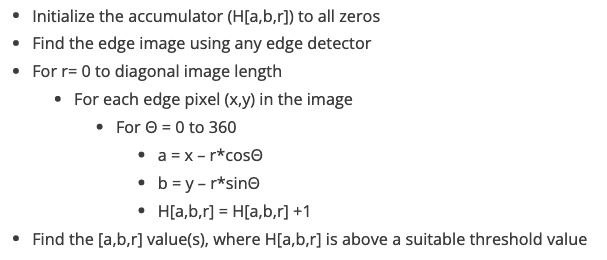 • Initialize the accumulator (H[a,b,r]) to all zeros
• Find the edge image using any edge detector
• For r= 0 to diagonal image length
• For each edge pixel (x,y) in the image
• For Θ = 0 to 360
• a = x – r*cosΘ
• b = y – r*sinΘ
• H[a,b,r] = H[a,b,r] +1
• Find the [a,b,r] value(s), where H[a,b,r] is above a suitable threshold value